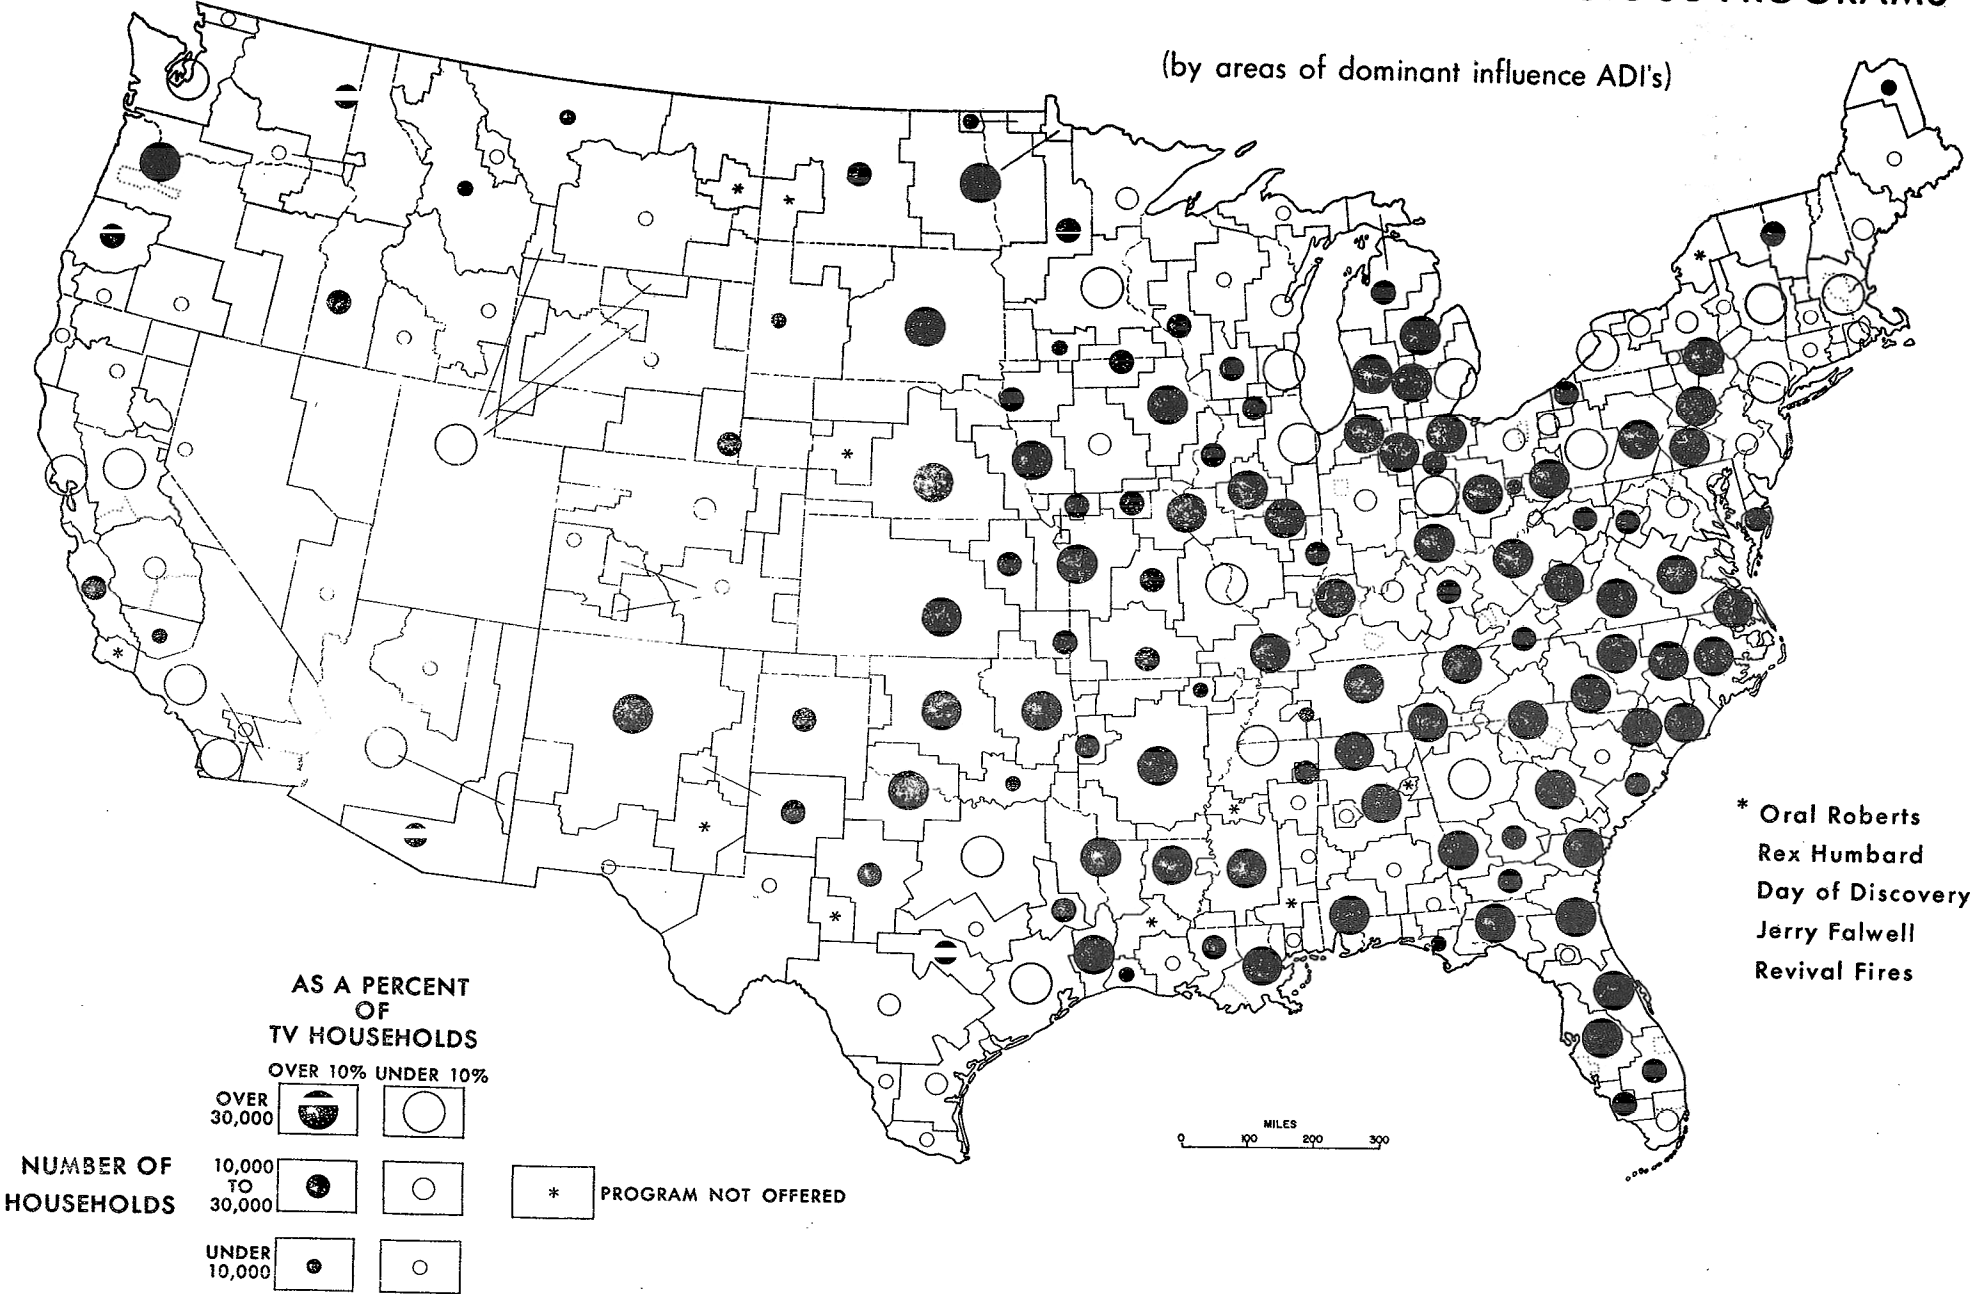 PROGRAMS
(by areas of dominant influence ADI's)
* Oral Roberts
Rex Humbard
Day of Discovery
Jerry Falwell
Revival Fires
AS A PERCENT
OF
TV HOUSEHOLDS
OVER 10% UNDER 10%
OVER
30,000
NUMBER OF
HOUSEHOLDS
10,000
TO
30,000
* PROGRAM NOT OFFERED
UNDER
10,000
MILES
0 100 200 300